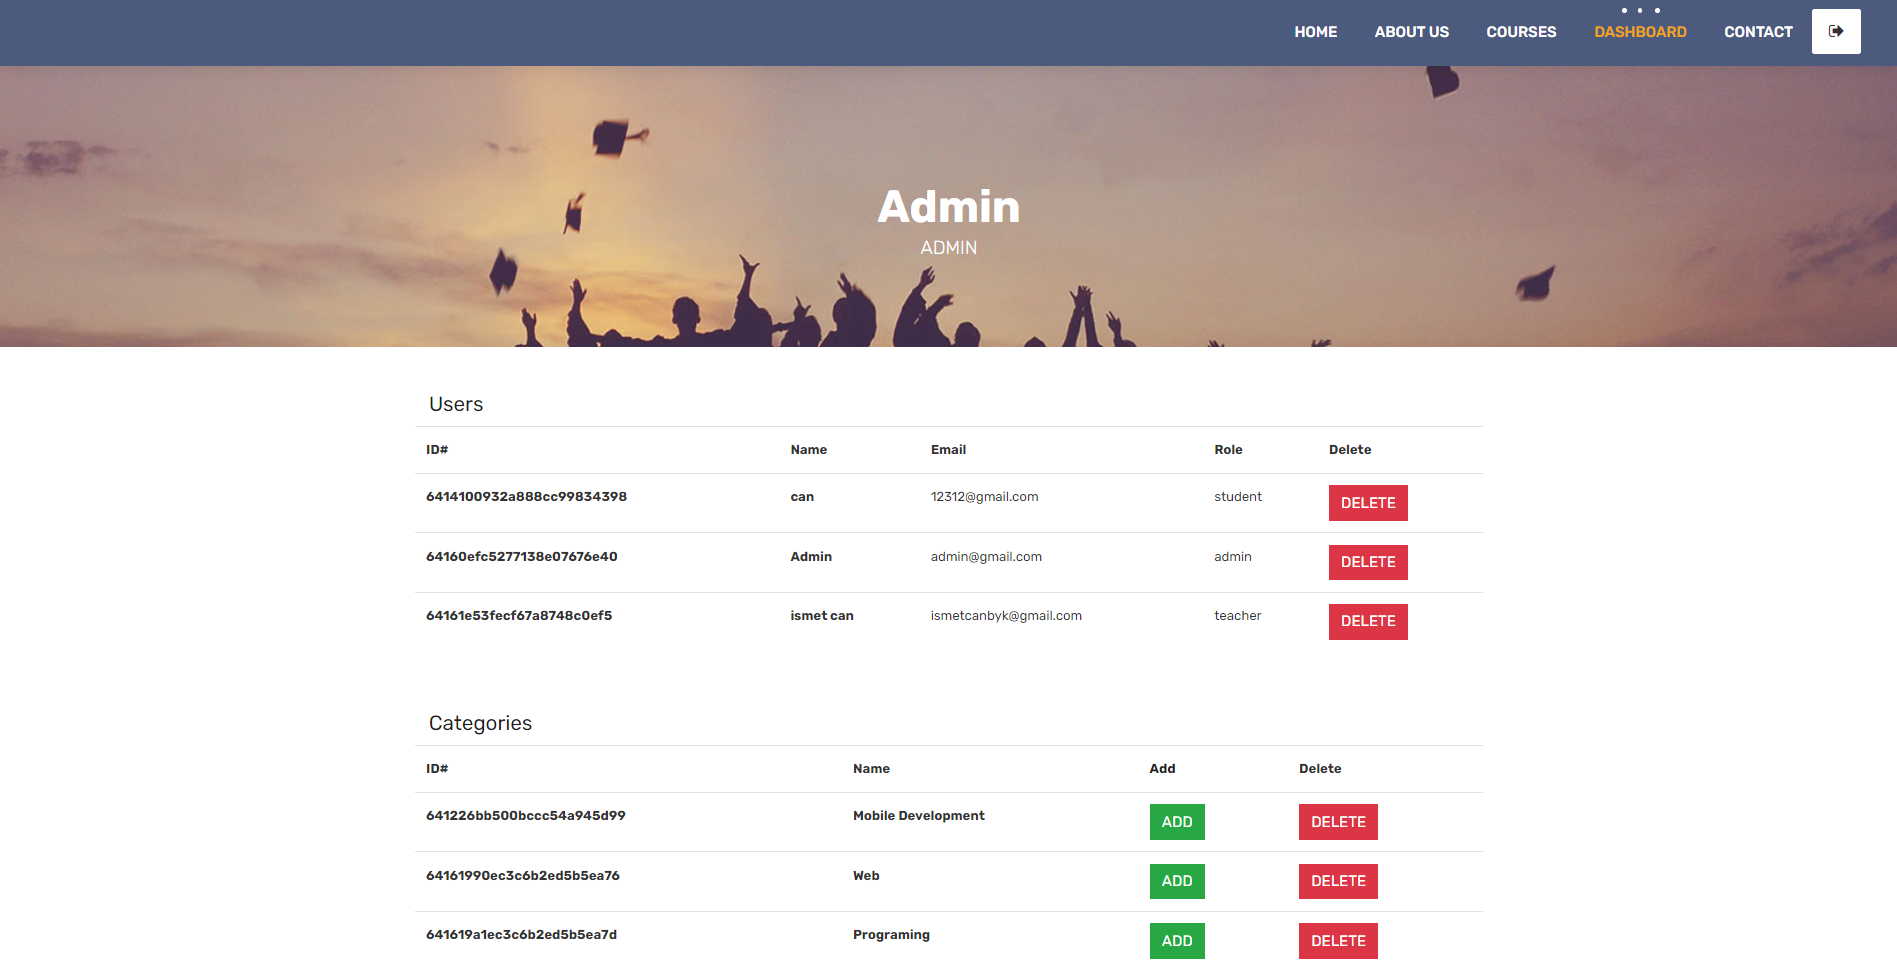 HOME ABOUT US COURSES DASHBOARD CONTACT
Admin
ADMIN
Users
ID# Name Email Role Delete
6414100932a888cc99834398 can 12312@gmail.com student DELETE
64160efc5277138e07676e40 Admin admin@gmail.com admin DELETE
64161e53fecf67a8748c0ef5 ismet can ismetcanbyk@gmail.com teacher DELETE
Categories
ID# Name Add Delete
641226bb500bccc54a945d99 Mobile Development ADD DELETE
64161990ec3c6b2ed5b5ea76 Web ADD DELETE
641619a1ec3c6b2ed5b5ea7d Programing ADD DELETE